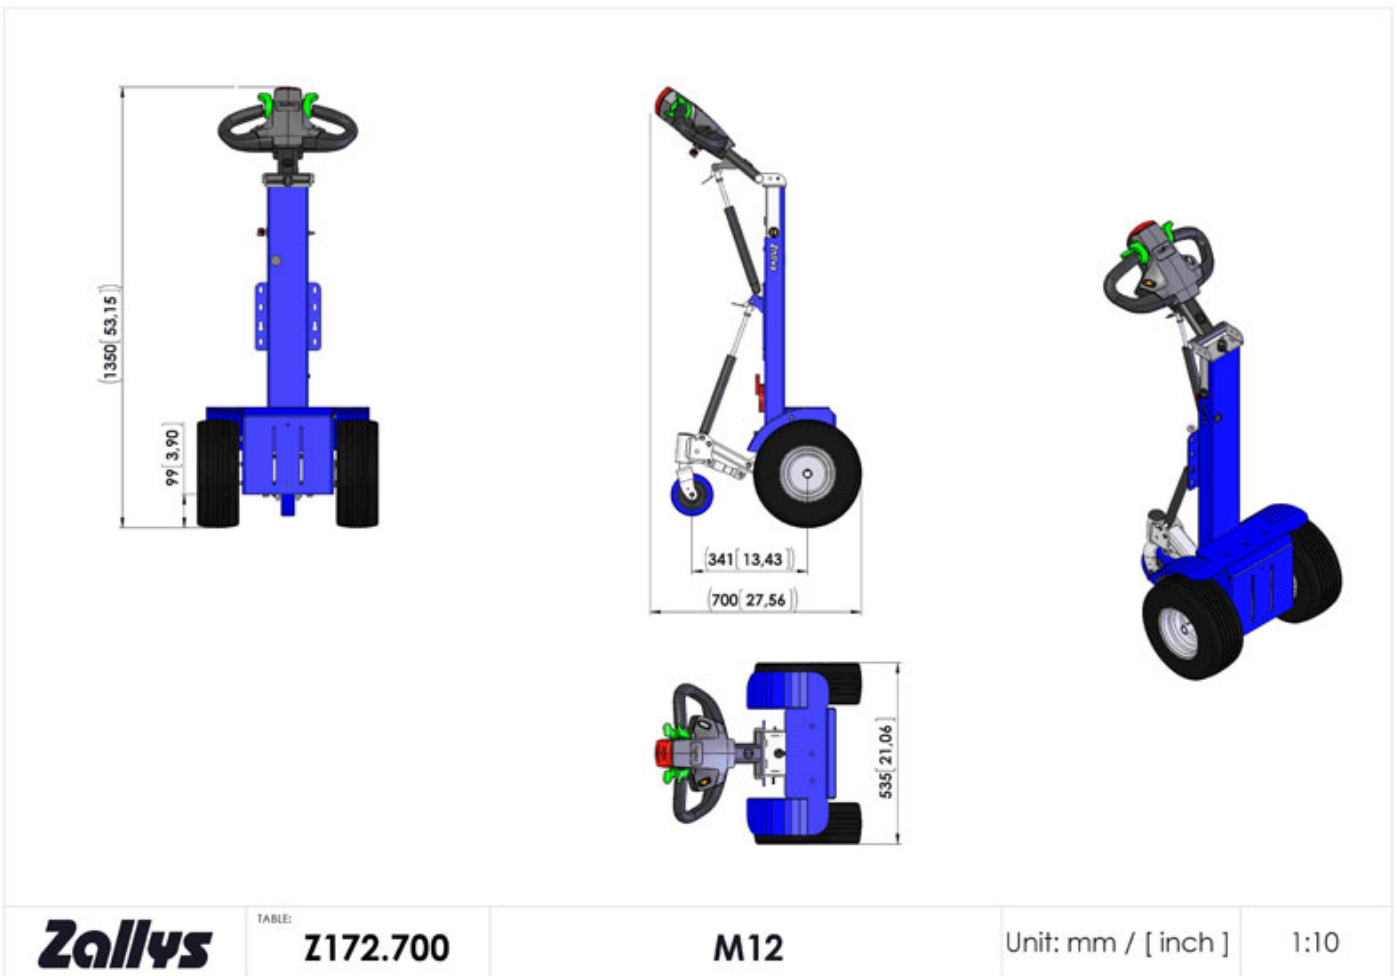 (1350[ 53,15 ])
99[ 3,90 ]
ZALLYS
(341[ 13,43 ])
(700[ 27,56 ])
535[ 21,06 ]
Zallys
TABLE:
Z172.700
M12
Unit: mm / [ inch ]
1:10